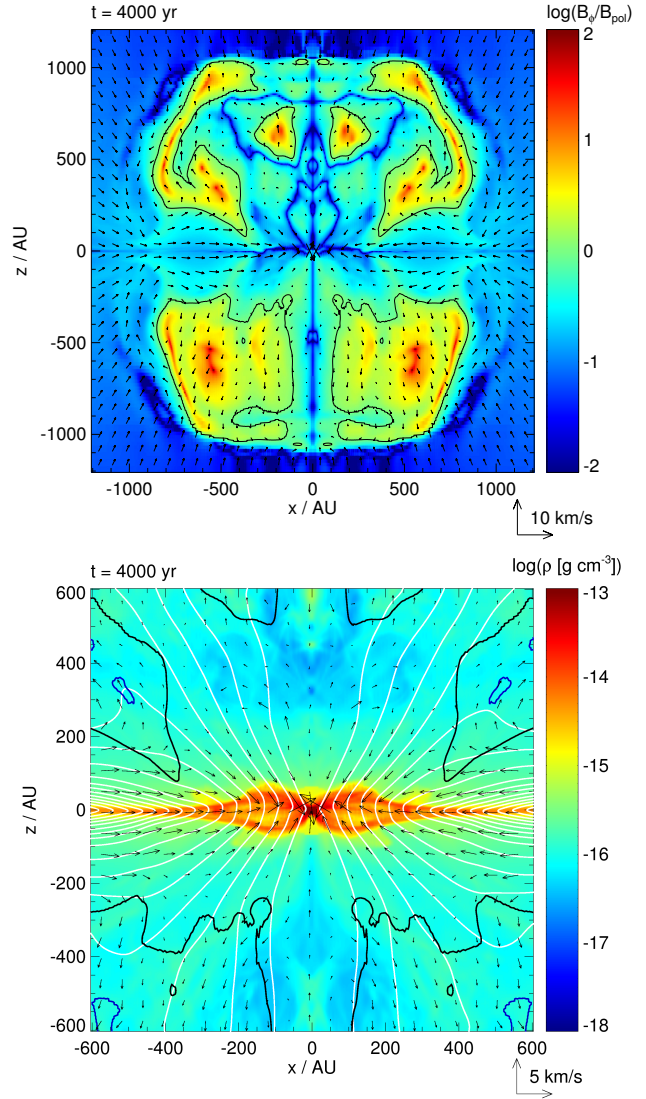 t = 4000 yr
log(B_ϕ/B_pol)
2
1
0
-1
-2
1000
500
0
-500
-1000
z / AU
-1000 -500 0 500 1000
x / AU
10 km/s
t = 4000 yr
log(ρ [g cm⁻³])
-13
-14
-15
-16
-17
-18
600
400
200
0
-200
-400
-600
z / AU
-600 -400 -200 0 200 400 600
x / AU
5 km/s